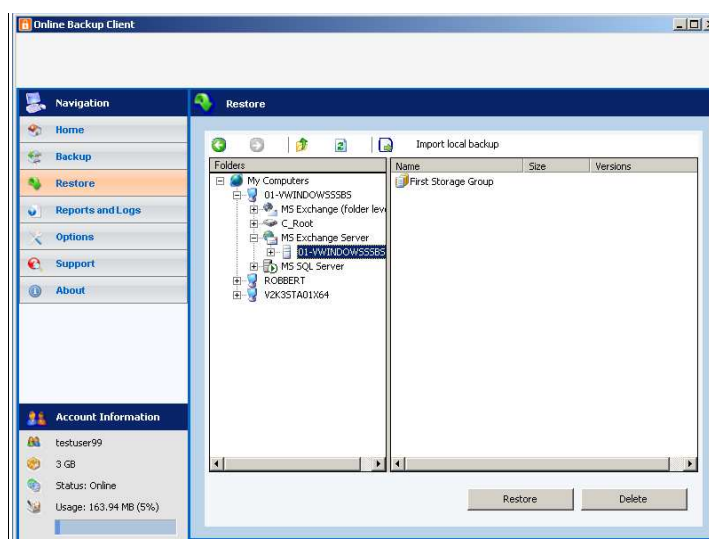 Online Backup Client
Navigation
Home
Backup
Restore
Reports and Logs
Options
Support
About
Account Information
testuser99
3 GB
Status: Online
Usage: 163.94 MB (5%)
Restore
Import local backup
Folders
My Computers
01-VWINDOWSSBS
MS Exchange (folder leve
C_Root
MS Exchange Server
01-VWINDOWSSBS
MS SQL Server
ROBBERT
V2K3STA01X64
Name Size Versions
First Storage Group
Restore Delete